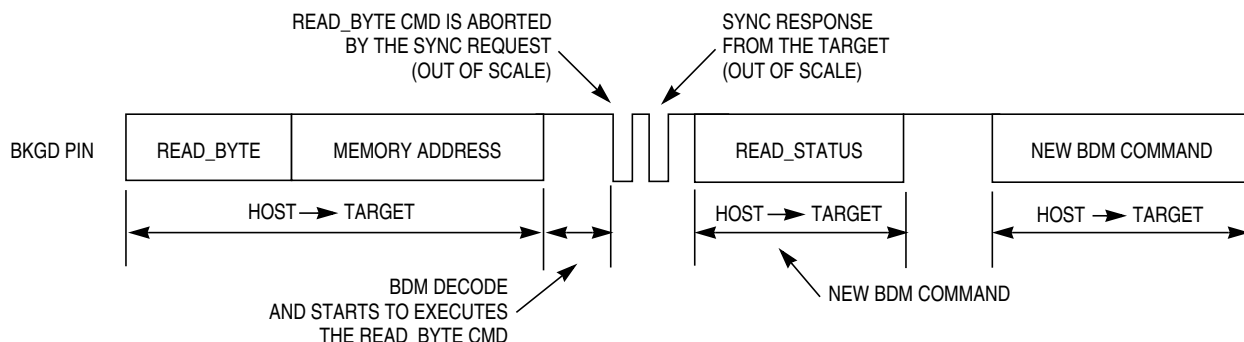 READ_BYTE CMD IS ABORTED
BY THE SYNC REQUEST
(OUT OF SCALE)
SYNC RESPONSE
FROM THE TARGET
(OUT OF SCALE)
BKGD PIN
READ_BYTE
MEMORY ADDRESS
READ_STATUS
NEW BDM COMMAND
HOST TARGET
HOST TARGET
HOST TARGET
BDM DECODE
AND STARTS TO EXECUTES
THE READ_BYTE CMD
NEW BDM COMMAND